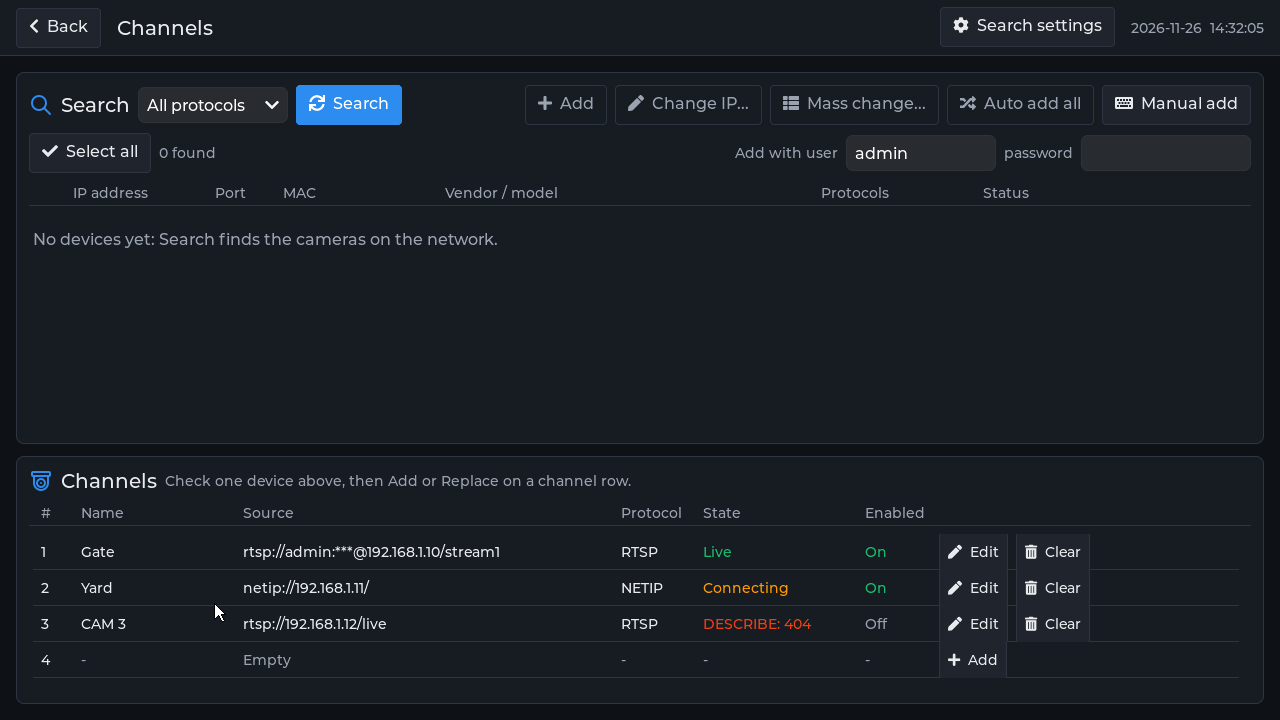 Back Channels Search settings 2026-11-26 14:32:05
Search All protocols Search Add Change IP... Mass change... Auto add all Manual add
Select all 0 found Add with user admin password
IP address Port MAC Vendor / model Protocols Status
No devices yet: Search finds the cameras on the network.
Channels Check one device above, then Add or Replace on a channel row.
# Name Source Protocol State Enabled
1 Gate rtsp://admin:***@192.168.1.10/stream1 RTSP Live On Edit Clear
2 Yard netip://192.168.1.11/ NETIP Connecting On Edit Clear
3 CAM 3 rtsp://192.168.1.12/live RTSP DESCRIBE: 404 Off Edit Clear
4 - Empty - - - Add